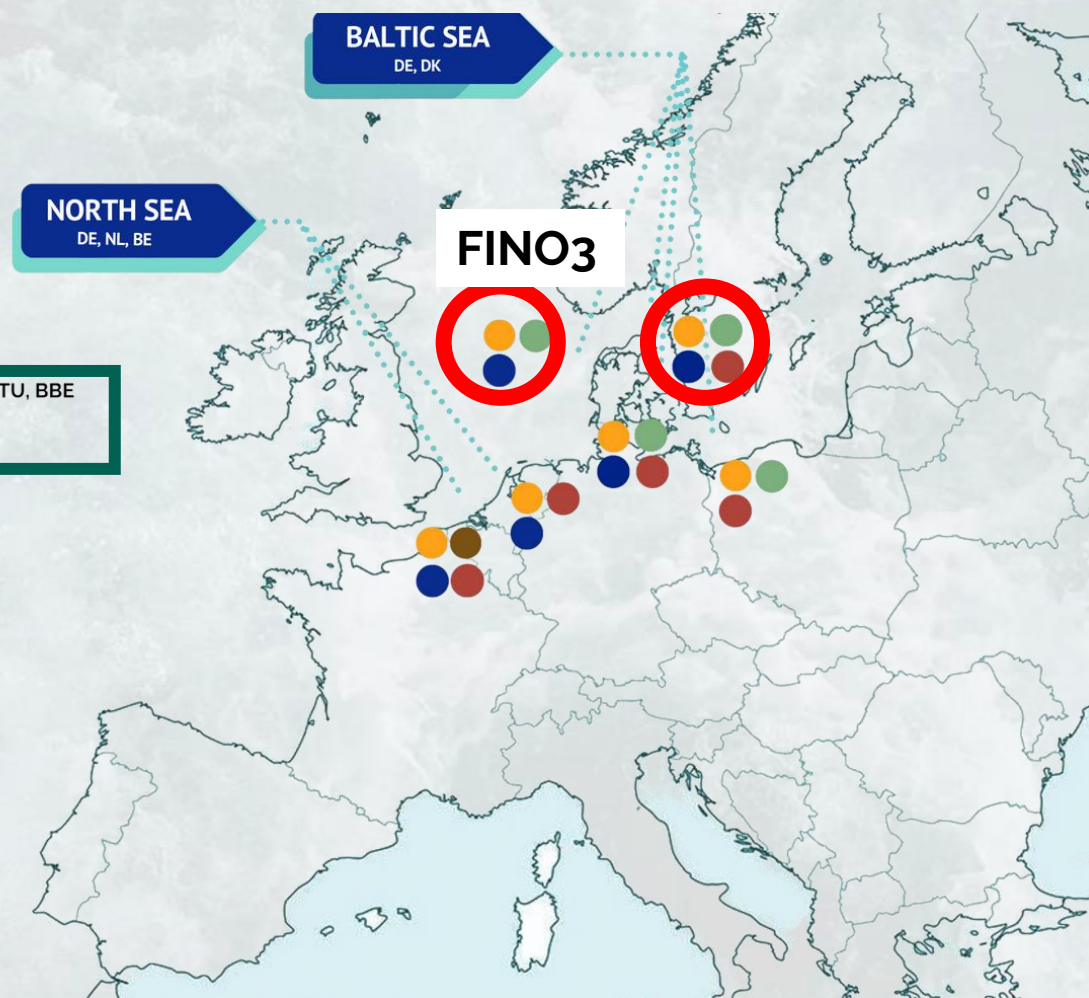 BALTIC SEA
DE, DK
NORTH SEA
DE, NL, BE
FINO3
TU, BBE